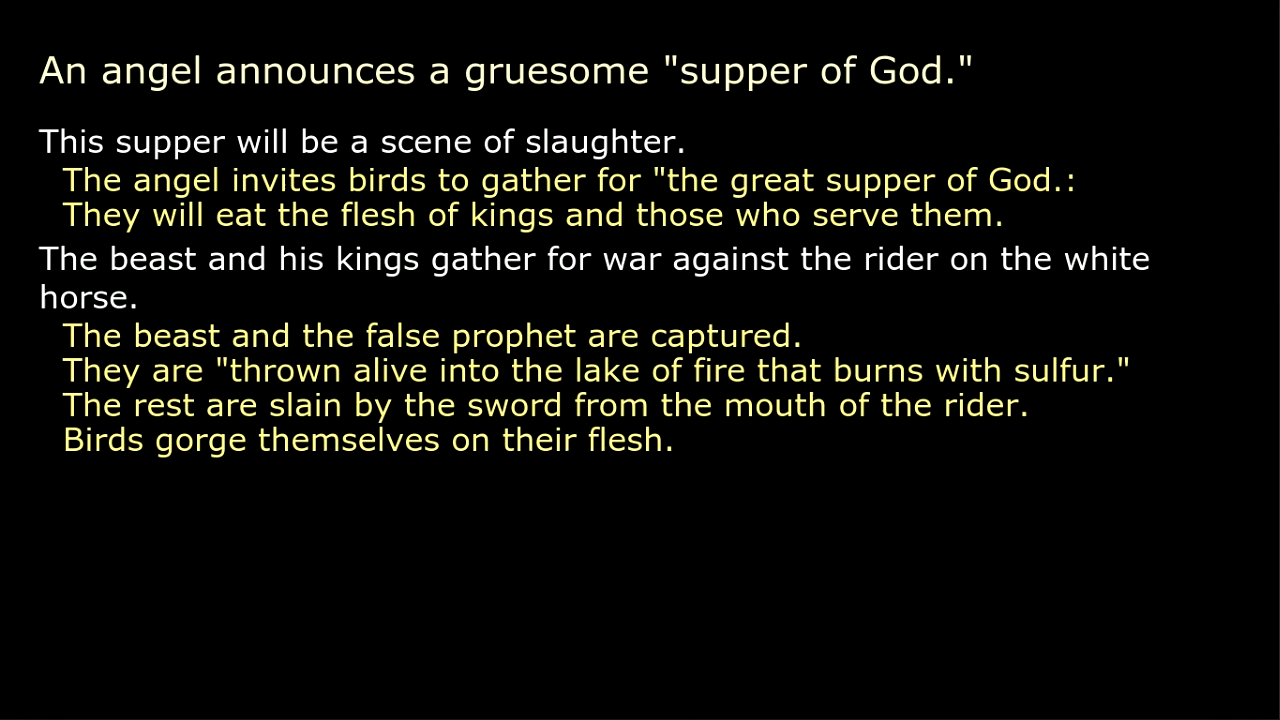 An angel announces a gruesome "supper of God."
This supper will be a scene of slaughter.
The angel invites birds to gather for "the great supper of God.:
They will eat the flesh of kings and those who serve them.
The beast and his kings gather for war against the rider on the white
horse.
The beast and the false prophet are captured.
They are "thrown alive into the lake of fire that burns with sulfur."
The rest are slain by the sword from the mouth of the rider.
Birds gorge themselves on their flesh.